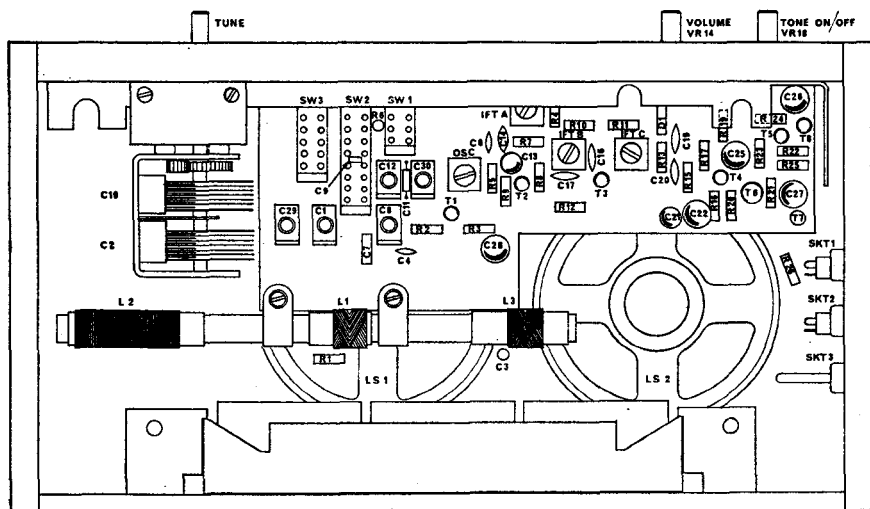 TUNE
VOLUME
VR14
TONE ON/OFF
VR18
SW3
SW2
SW1
R6
IFT A
R4
R10
R11
D1
R19
R24
C26
T5
T6
C8
R7
IFT B
IFT C
C18
C19
R13
R17
C25
R23
R22
R25
OSC
C13
C12
C30
C9
C11
R5
R9
T2
R8
C17
T3
C20
R15
T4
T8
R21
C27
C19
T1
R12
R16
R20
C21
C22
T7
C29
C1
C6
R2
R3
C2
C7
C4
C28
R26
SKT1
L2
L1
L3
SKT2
R1
C3
SKT3
LS 1
LS 2